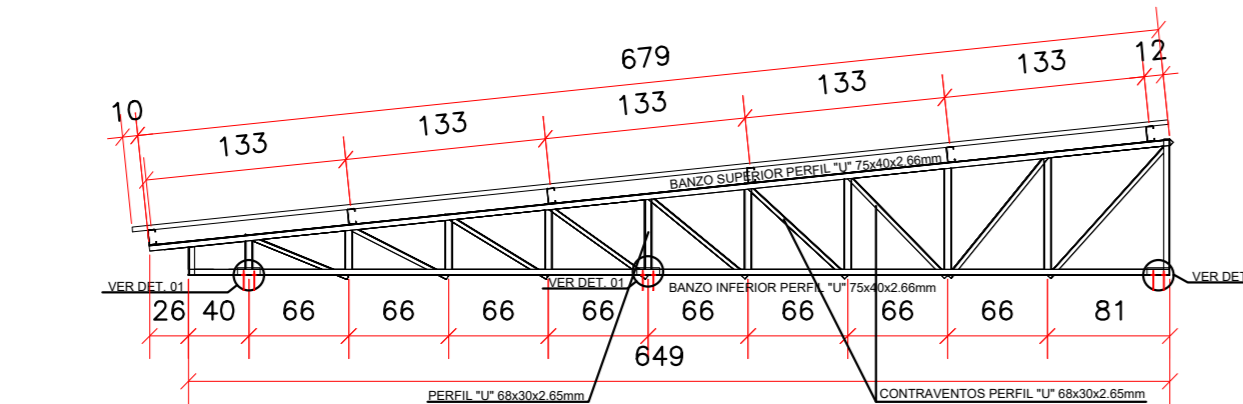 679
12
133
133
133
133
133
10
BANZO SUPERIOR PERFIL "U" 75x40x2.66mm
VER DET. 01
VER DET. 01
BANZO INFERIOR PERFIL "U" 75x40x2.66mm
VER DET
26 40 66 66 66 66 66 66 66 66 81
649
PERFIL "U" 68x30x2.65mm
CONTRAVENTOS PERFIL "U" 68x30x2.65mm